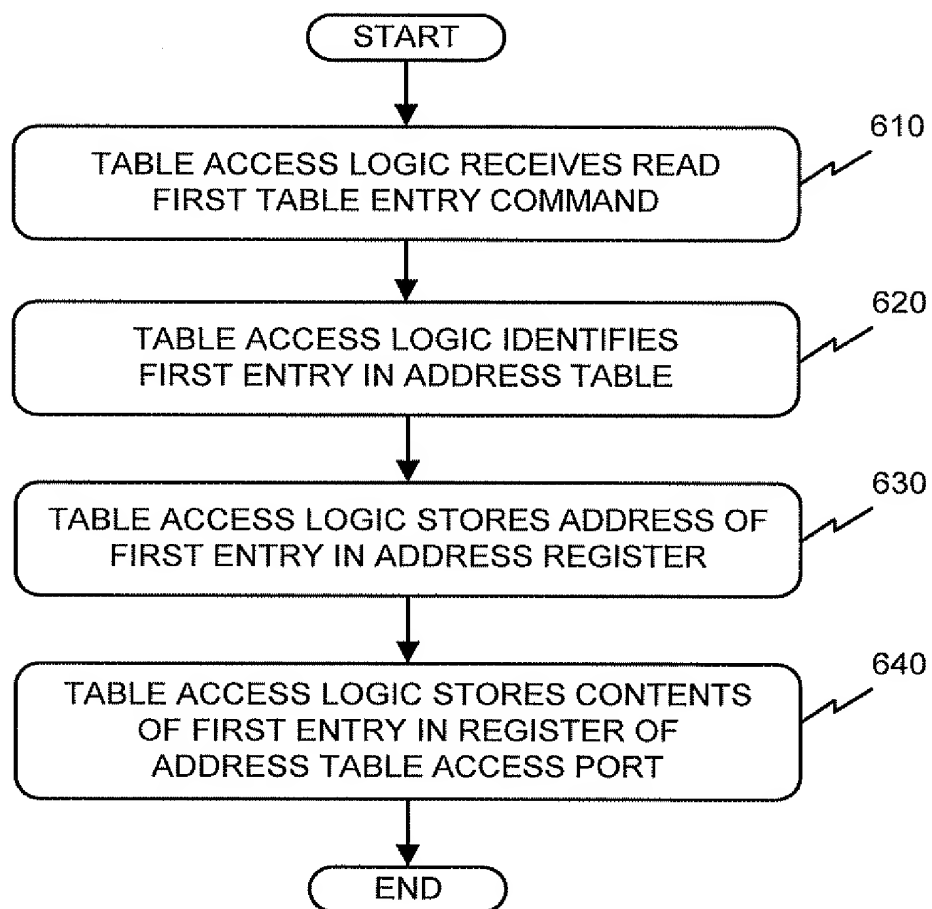 START
610
TABLE ACCESS LOGIC RECEIVES READ
FIRST TABLE ENTRY COMMAND
620
TABLE ACCESS LOGIC IDENTIFIES
FIRST ENTRY IN ADDRESS TABLE
630
TABLE ACCESS LOGIC STORES ADDRESS OF
FIRST ENTRY IN ADDRESS REGISTER
640
TABLE ACCESS LOGIC STORES CONTENTS
OF FIRST ENTRY IN REGISTER OF
ADDRESS TABLE ACCESS PORT
END